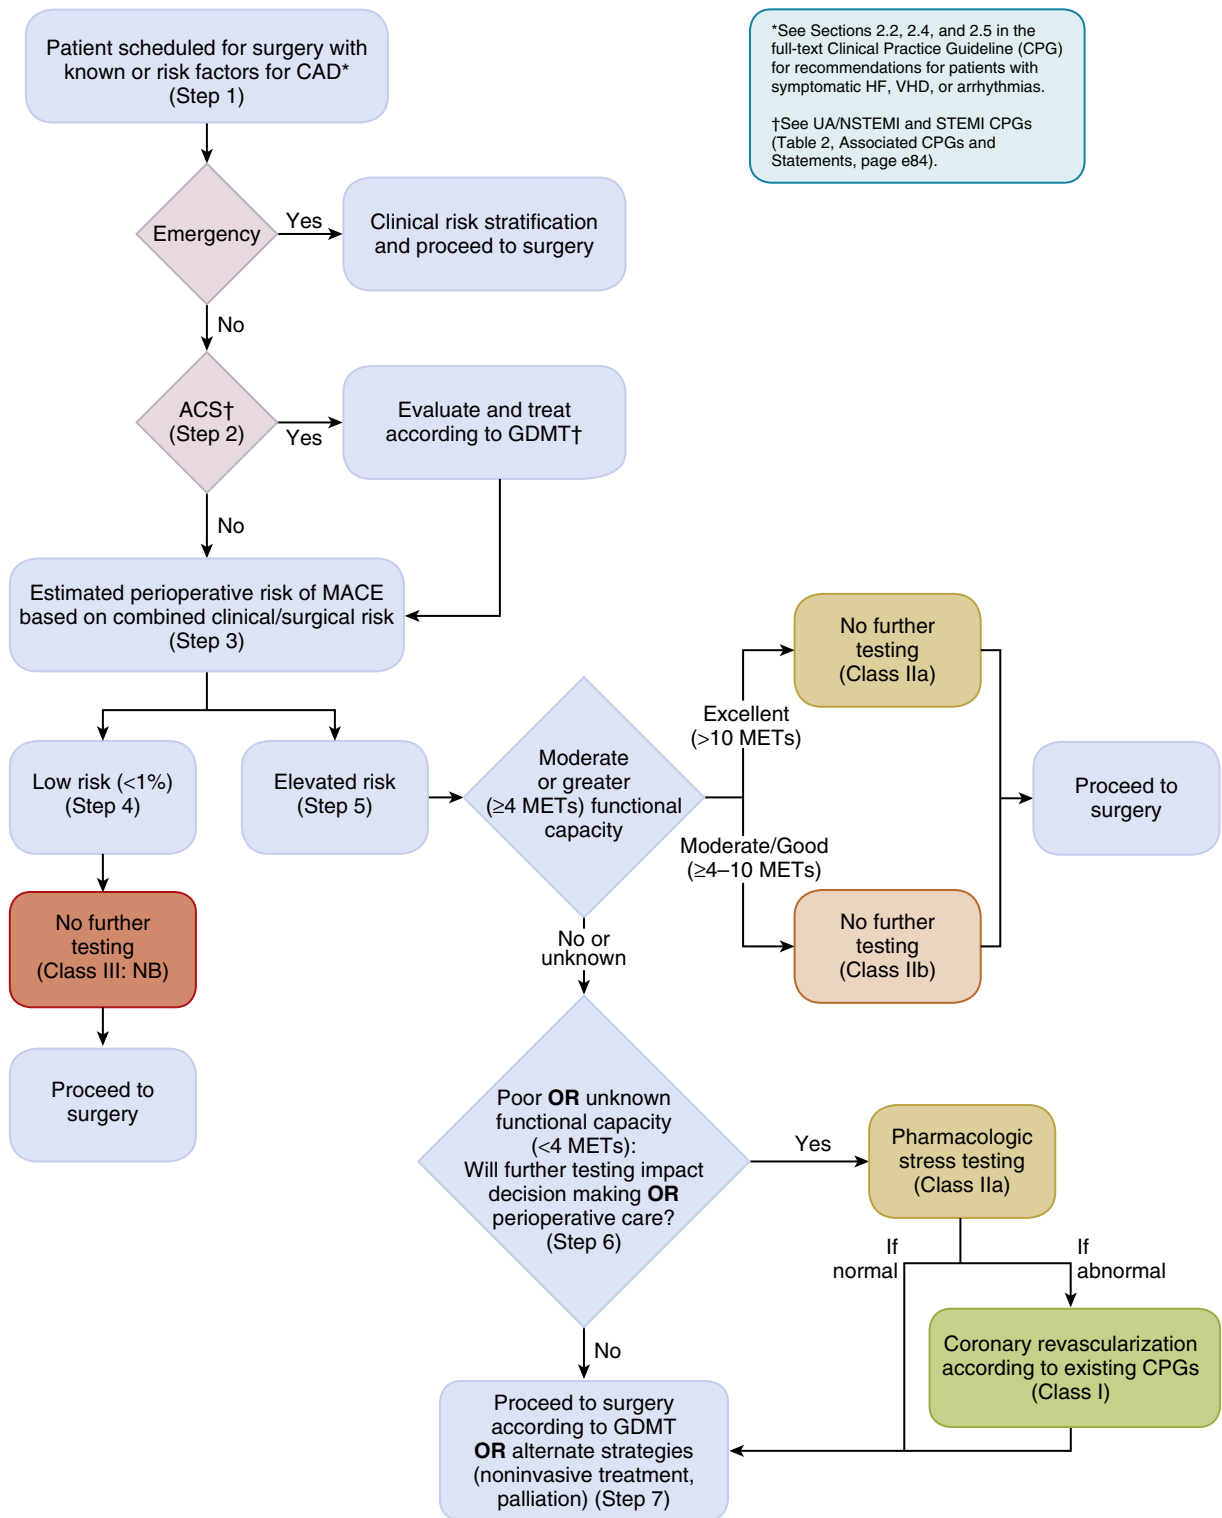 Patient scheduled for surgery with
known or risk factors for CAD*
(Step 1)
*See Sections 2.2, 2.4, and 2.5 in the
full-text Clinical Practice Guideline (CPG)
for recommendations for patients with
symptomatic HF, VHD, or arrhythmias.
†See UA/NSTEMI and STEMI CPGs
(Table 2, Associated CPGs and
Statements, page e84).
Emergency
Yes
Clinical risk stratification
and proceed to surgery
No
ACS†
(Step 2)
Yes
Evaluate and treat
according to GDMT†
No
Estimated perioperative risk of MACE
based on combined clinical/surgical risk
(Step 3)
Low risk (<1%)
(Step 4)
Elevated risk
(Step 5)
Moderate
or greater
(≥4 METs) functional
capacity
Excellent
(>10 METs)
No further
testing
(Class IIa)
Moderate/Good
(≥4–10 METs)
No further
testing
(Class IIb)
Proceed to
surgery
No further
testing
(Class III: NB)
Proceed to
surgery
No or
unknown
Poor OR unknown
functional capacity
(<4 METs):
Will further testing impact
decision making OR
perioperative care?
(Step 6)
Yes
Pharmacologic
stress testing
(Class IIa)
If
normal
If
abnormal
Coronary revascularization
according to existing CPGs
(Class I)
No
Proceed to surgery
according to GDMT
OR alternate strategies
(noninvasive treatment,
palliation) (Step 7)